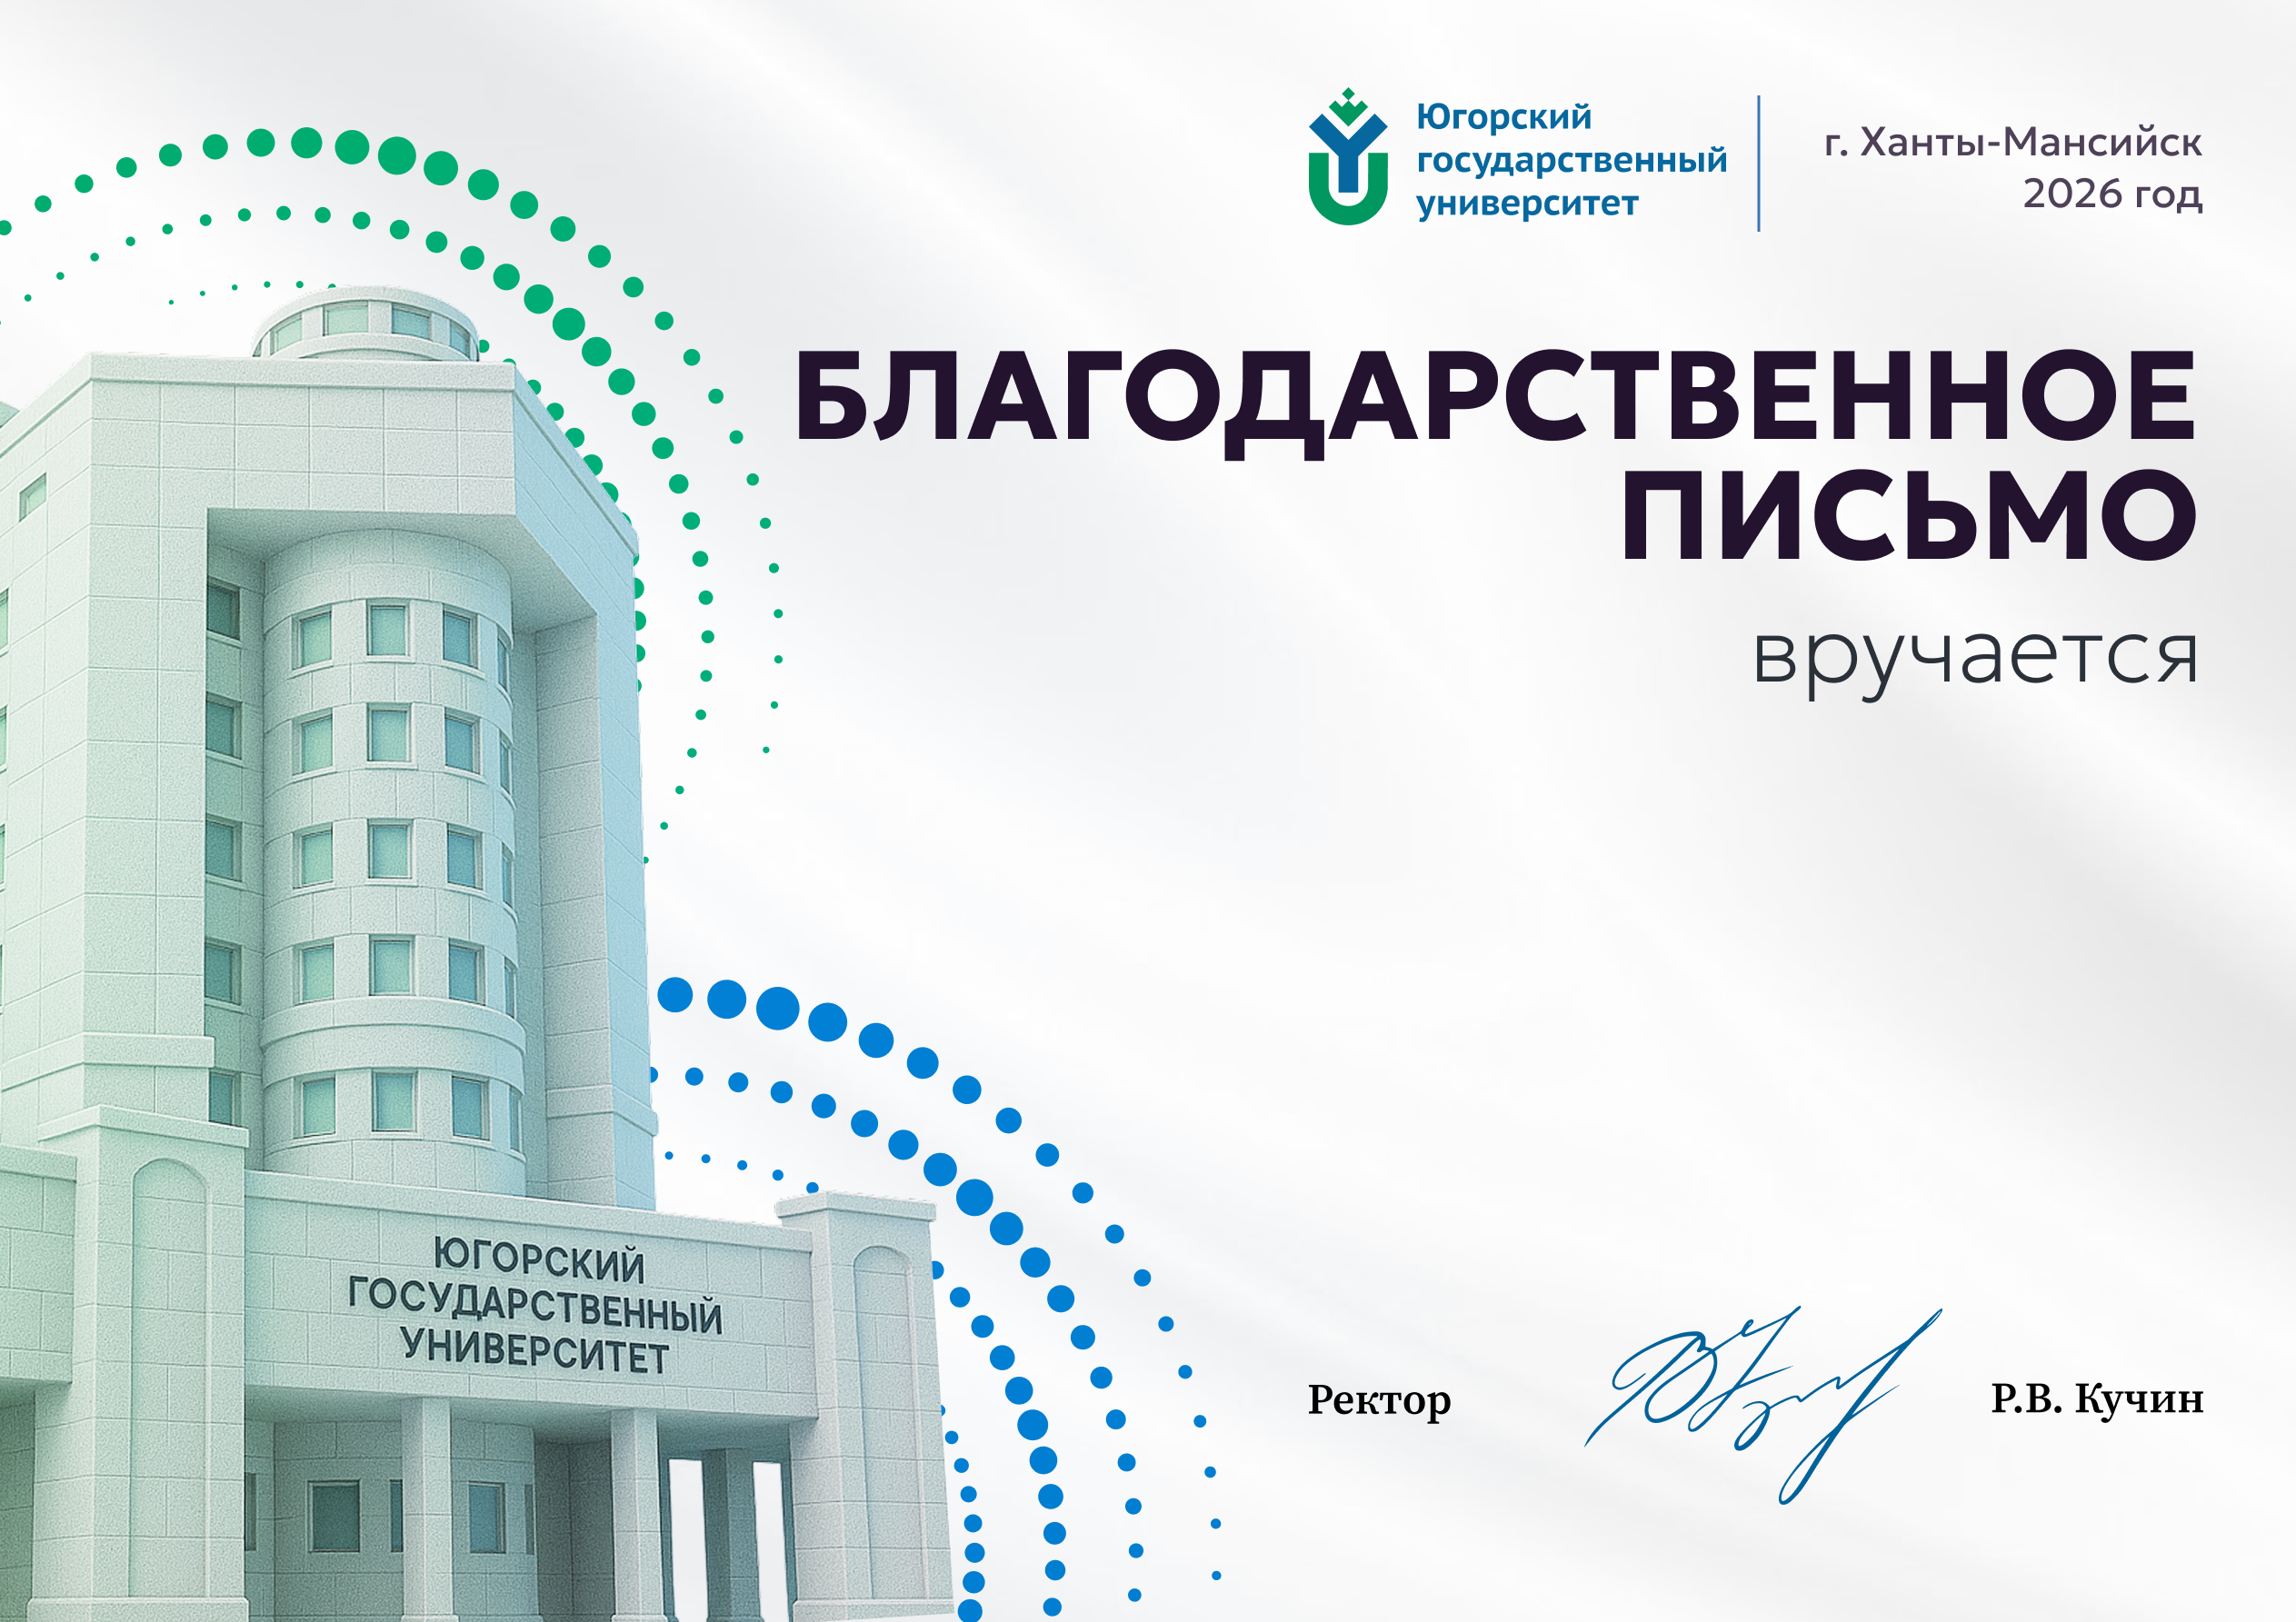 Югорский
государственный
университет
г. Ханты-Мансийск
2026 год
БЛАГОДАРСТВЕННОЕ
ПИСЬМО
вручается
ЮГОРСКИЙ
ГОСУДАРСТВЕННЫЙ
УНИВЕРСИТЕТ
Ректор
Р.В. Кучин